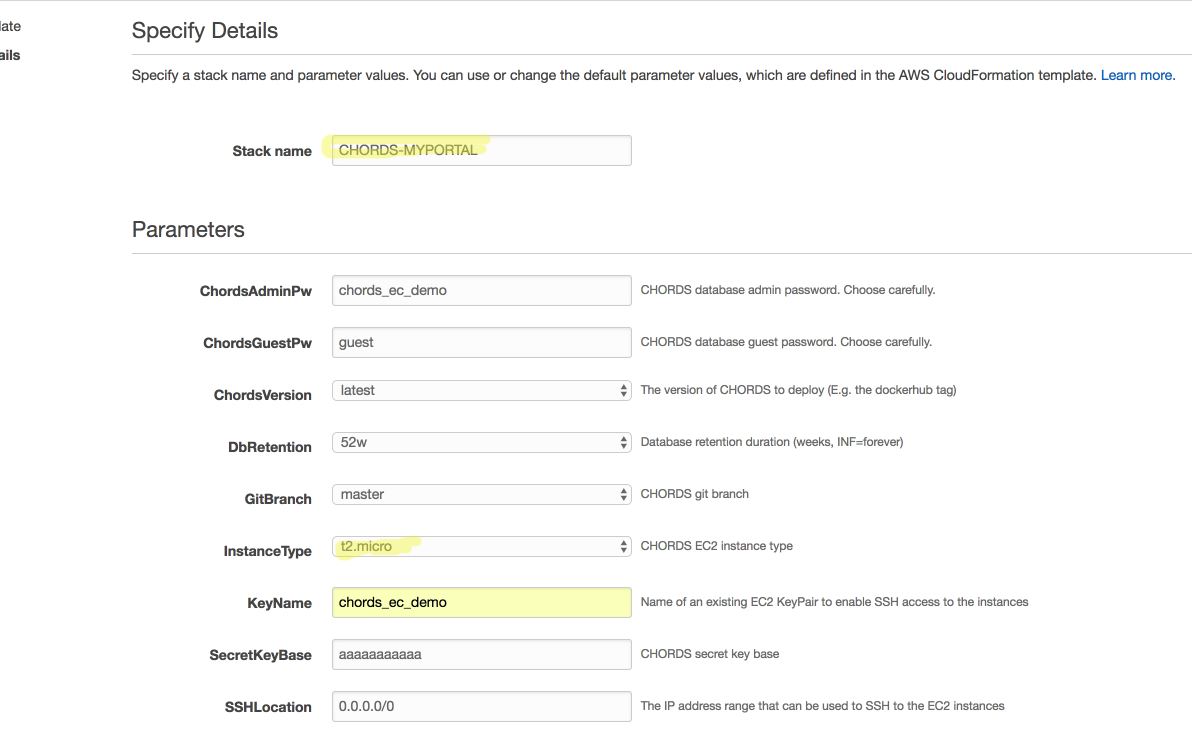 late
Specify Details
ails
Specify a stack name and parameter values. You can use or change the default parameter values, which are defined in the AWS CloudFormation template. Learn more.
Stack name CHORDS-MYPORTAL
Parameters
ChordsAdminPw chords_ec_demo CHORDS database admin password. Choose carefully.
ChordsGuestPw guest CHORDS database guest password. Choose carefully.
ChordsVersion latest The version of CHORDS to deploy (E.g. the dockerhub tag)
DbRetention 52w Database retention duration (weeks, INF=forever)
GitBranch master CHORDS git branch
InstanceType t2.micro CHORDS EC2 instance type
KeyName chords_ec_demo Name of an existing EC2 KeyPair to enable SSH access to the instances
SecretKeyBase aaaaaaaaaaa CHORDS secret key base
SSHLocation 0.0.0.0/0 The IP address range that can be used to SSH to the EC2 instances